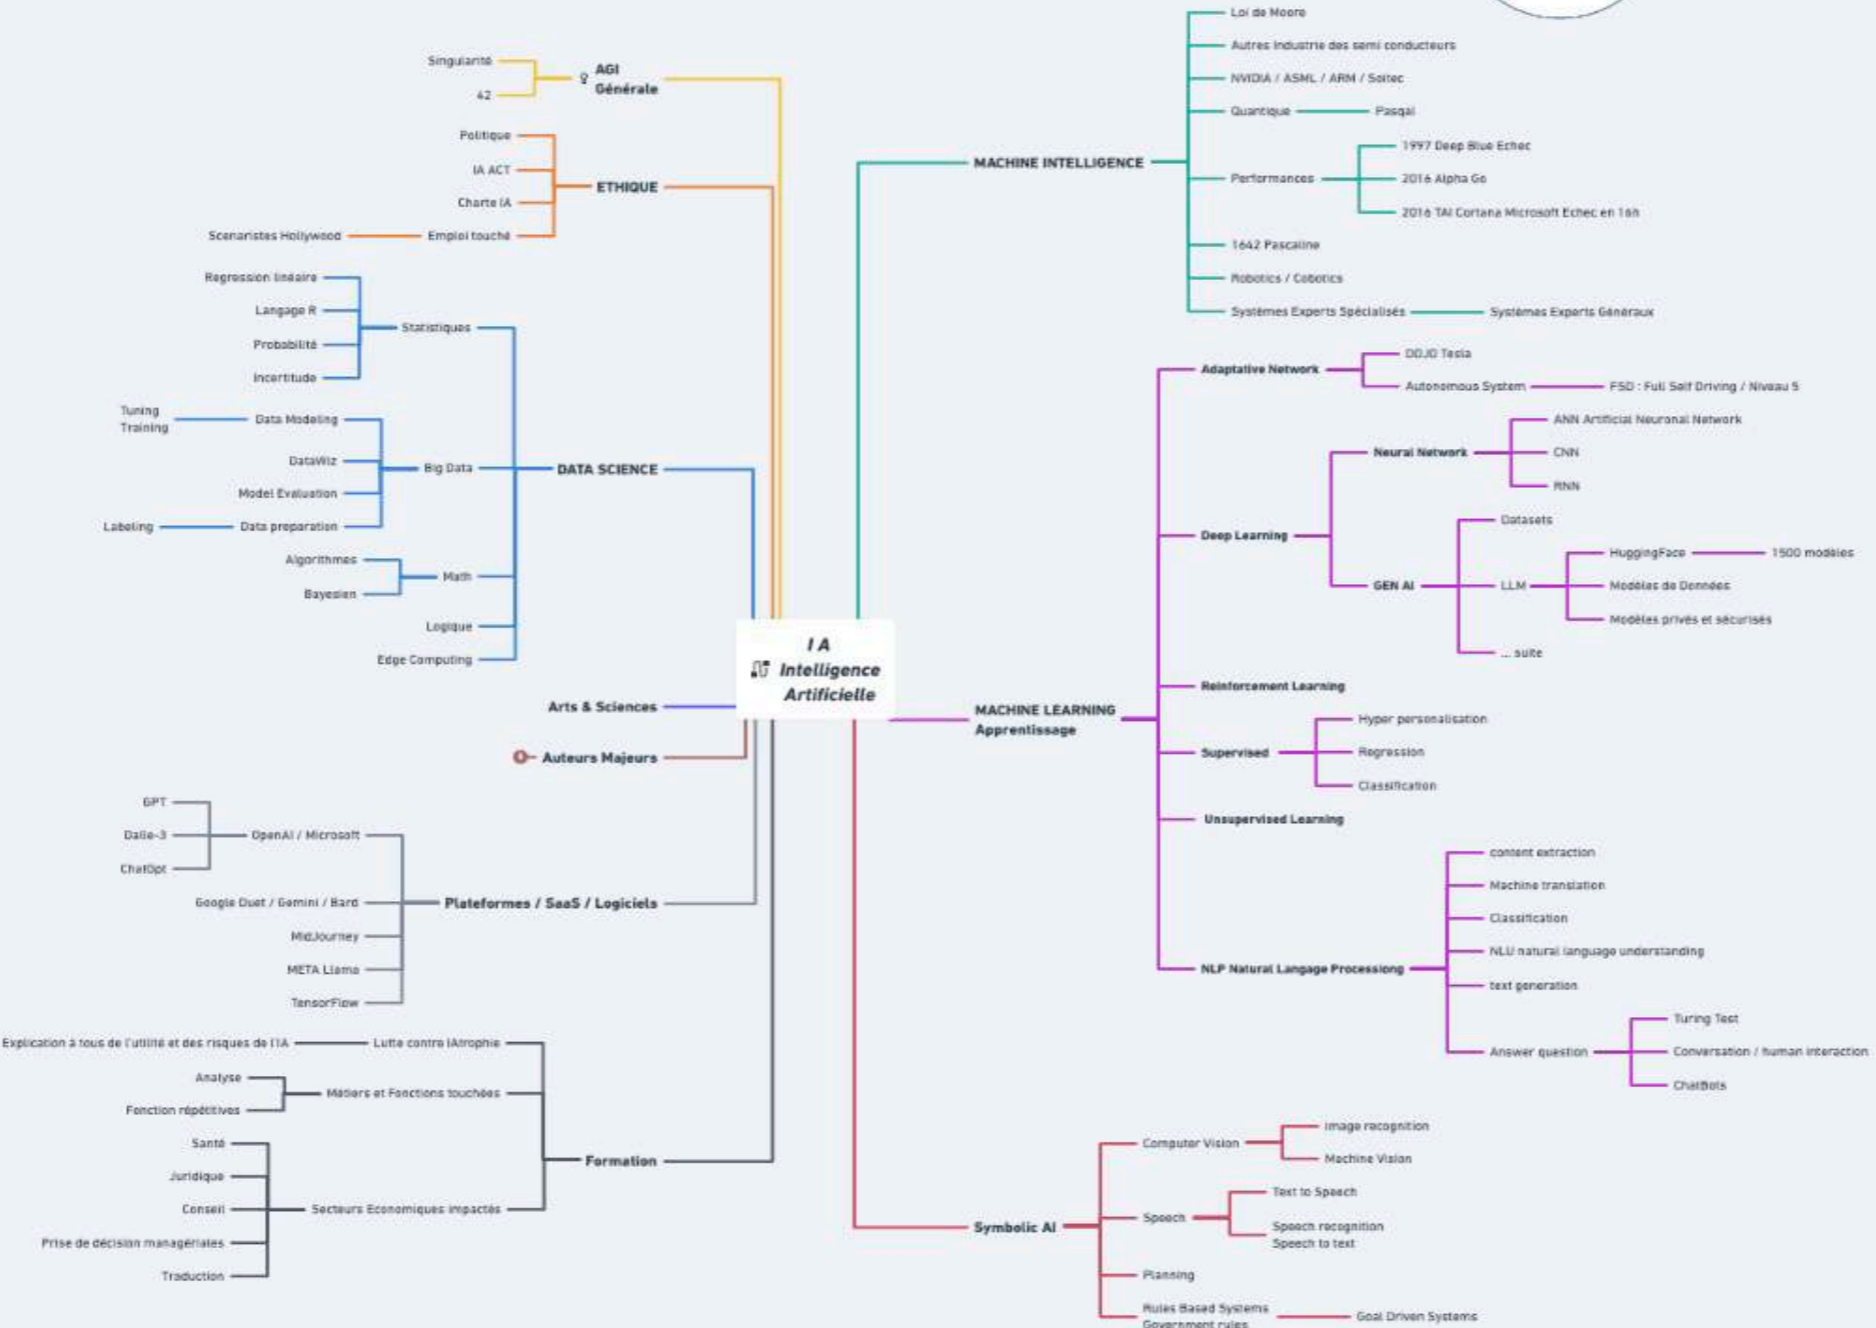 I A
Intelligence
Artificielle
AGI
Générale
Singularité
42
ETHIQUE
Politique
IA ACT
Charte IA
Emploi touché
Scenaristes Hollywood
DATA SCIENCE
Statistiques
Regression linéaire
Langage R
Probabilité
Incertitude
Big Data
Data Modeling
Tuning
Training
DataWiz
Model Evaluation
Data preparation
Labeling
Math
Algorithmes
Bayesien
Logique
Edge Computing
Arts & Sciences
Auteurs Majeurs
Plateformes / SaaS / Logiciels
OpenAI / Microsoft
GPT
Dalle-3
ChatGpt
Google Duet / Gemini / Bard
MidJourney
META Llama
TensorFlow
Formation
Lutte contre IAtrophie
Explication à tous de l'utilité et des risques de l'IA
Métiers et Fonctions touchées
Analyse
Fonction répétitives
Secteurs Economiques impactés
Santé
Juridique
Conseil
Prise de décision managériales
Traduction
MACHINE INTELLIGENCE
Loi de Moore
Autres industrie des semi conducteurs
NVIDIA / ASML / ARM / Soitec
Quantique
Pasqal
Performances
1997 Deep Blue Echec
2016 Alpha Go
2016 TAI Cortana Microsoft Echec en 16h
1642 Pascaline
Robotics / Cobotics
Systèmes Experts Spécialisés
Systèmes Experts Généraux
MACHINE LEARNING
Apprentissage
Adaptative Network
DOJO Tesla
Autonomous System
FSD : Full Self Driving / Niveau 5
Deep Learning
Neural Network
ANN Artificial Neuronal Network
CNN
RNN
GEN AI
Datasets
LLM
HuggingFace
1500 modèles
Modèles de Données
Modèles privés et sécurisés
... suite
Reinforcement Learning
Supervised
Hyper personalisation
Regression
Classification
Unsupervised Learning
NLP Natural Langage Processiong
content extraction
Machine translation
Classification
NLU natural language understanding
text generation
Answer question
Turing Test
Conversation / human interaction
ChatBots
Symbolic AI
Computer Vision
Image recognition
Machine Vision
Speech
Text to Speech
Speech recognition
Speech to text
Planning
Rules Based Systems
Government rules
Goal Driven Systems